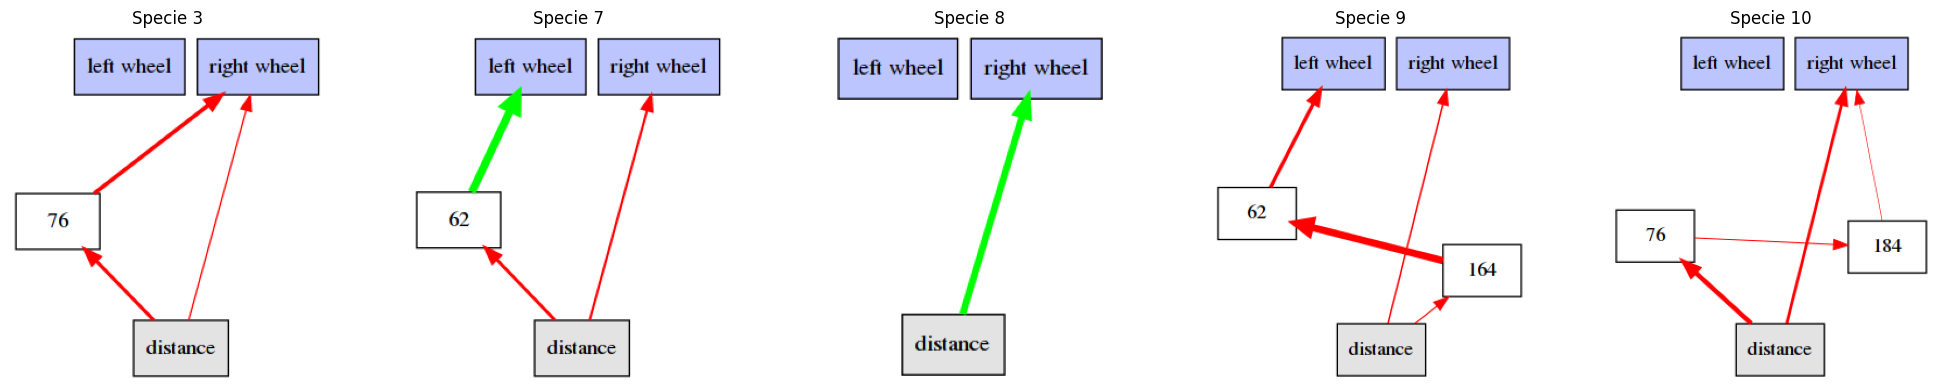 Specie 3
left wheel
right wheel
76
distance
Specie 7
left wheel
right wheel
62
distance
Specie 8
left wheel
right wheel
distance
Specie 9
left wheel
right wheel
62
164
distance
Specie 10
left wheel
right wheel
76
184
distance